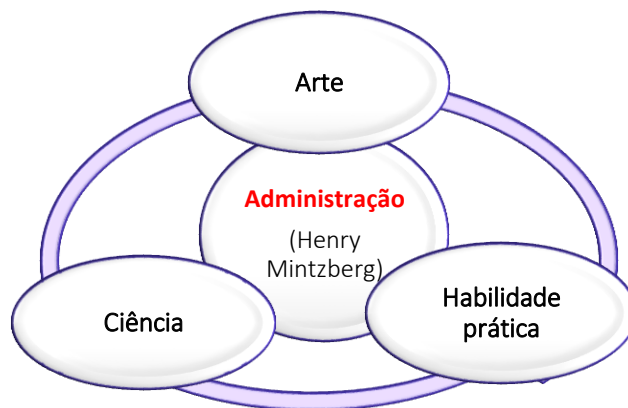 Arte
Administração
(Henry
Mintzberg)
Ciência
Habilidade
prática